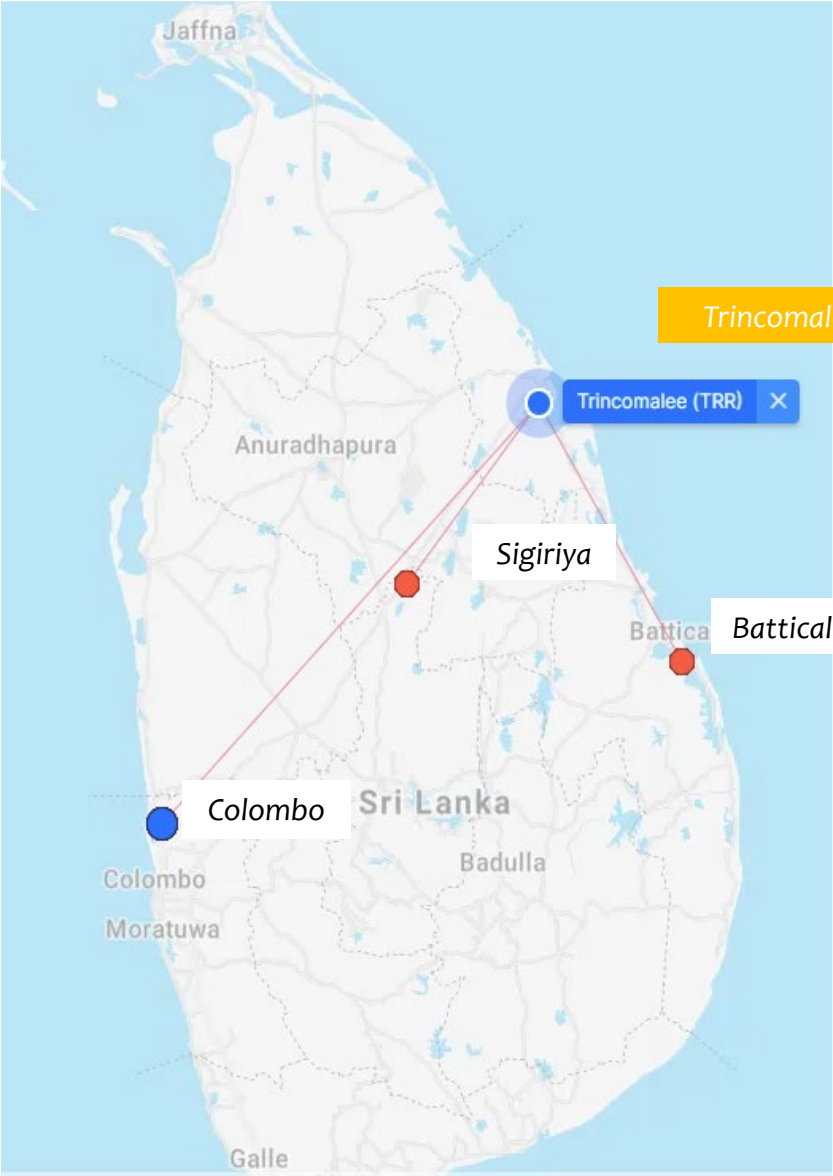 Jaffna
Trincomal
Trincomalee (TRR) ✕
Anuradhapura
Sigiriya
Battica
Battical
Colombo
Sri Lanka
Badulla
Colombo
Moratuwa
Galle